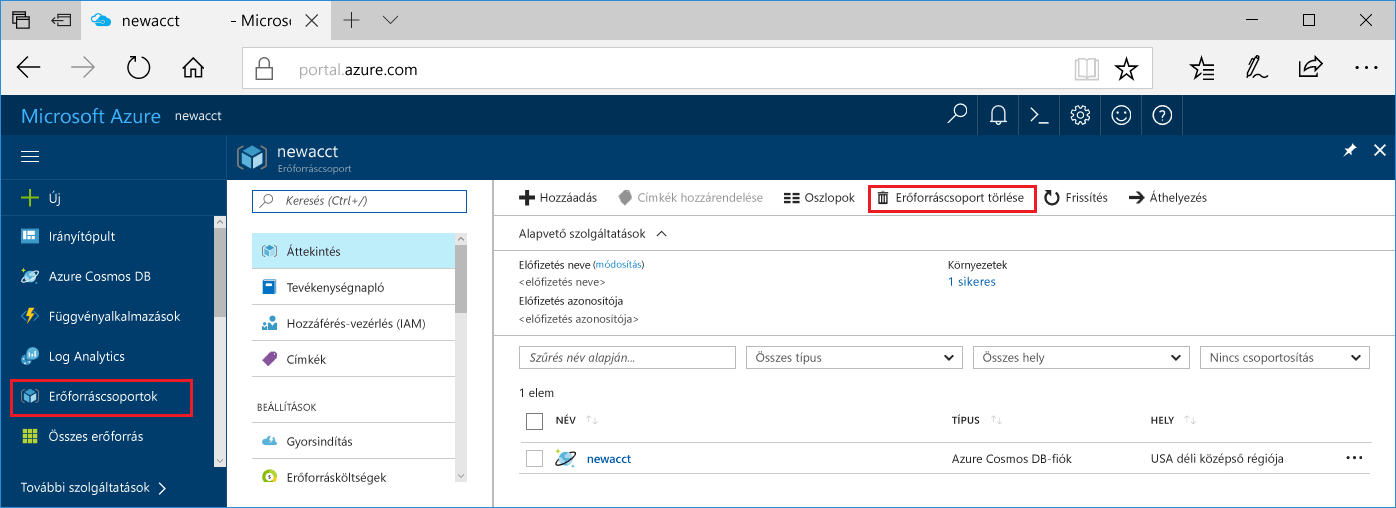 newacct - Microso
portal.azure.com
Microsoft Azure newacct
newacct
Erőforráscsoport
Új
Irányítópult
Azure Cosmos DB
Függvényalkalmazások
Log Analytics
Erőforráscsoportok
Összes erőforrás
További szolgáltatások
Keresés (Ctrl+/)
Áttekintés
Tevékenységnapló
Hozzáférés-vezérlés (IAM)
Címkék
BEÁLLÍTÁSOK
Gyorsindítás
Erőforrásköltségek
Hozzáadás Címkék hozzárendelése Oszlopok Erőforráscsoport törlése Frissítés Áthelyezés
Alapvető szolgáltatások
Előfizetés neve (módosítás)
<előfizetés neve>
Előfizetés azonosítója
<előfizetés azonosítója>
Környezetek
1 sikeres
Szűrés név alapján... Összes típus Összes hely Nincs csoportosítás
1 elem
NÉV TÍPUS HELY
newacct Azure Cosmos DB-fiók USA déli középső régiója